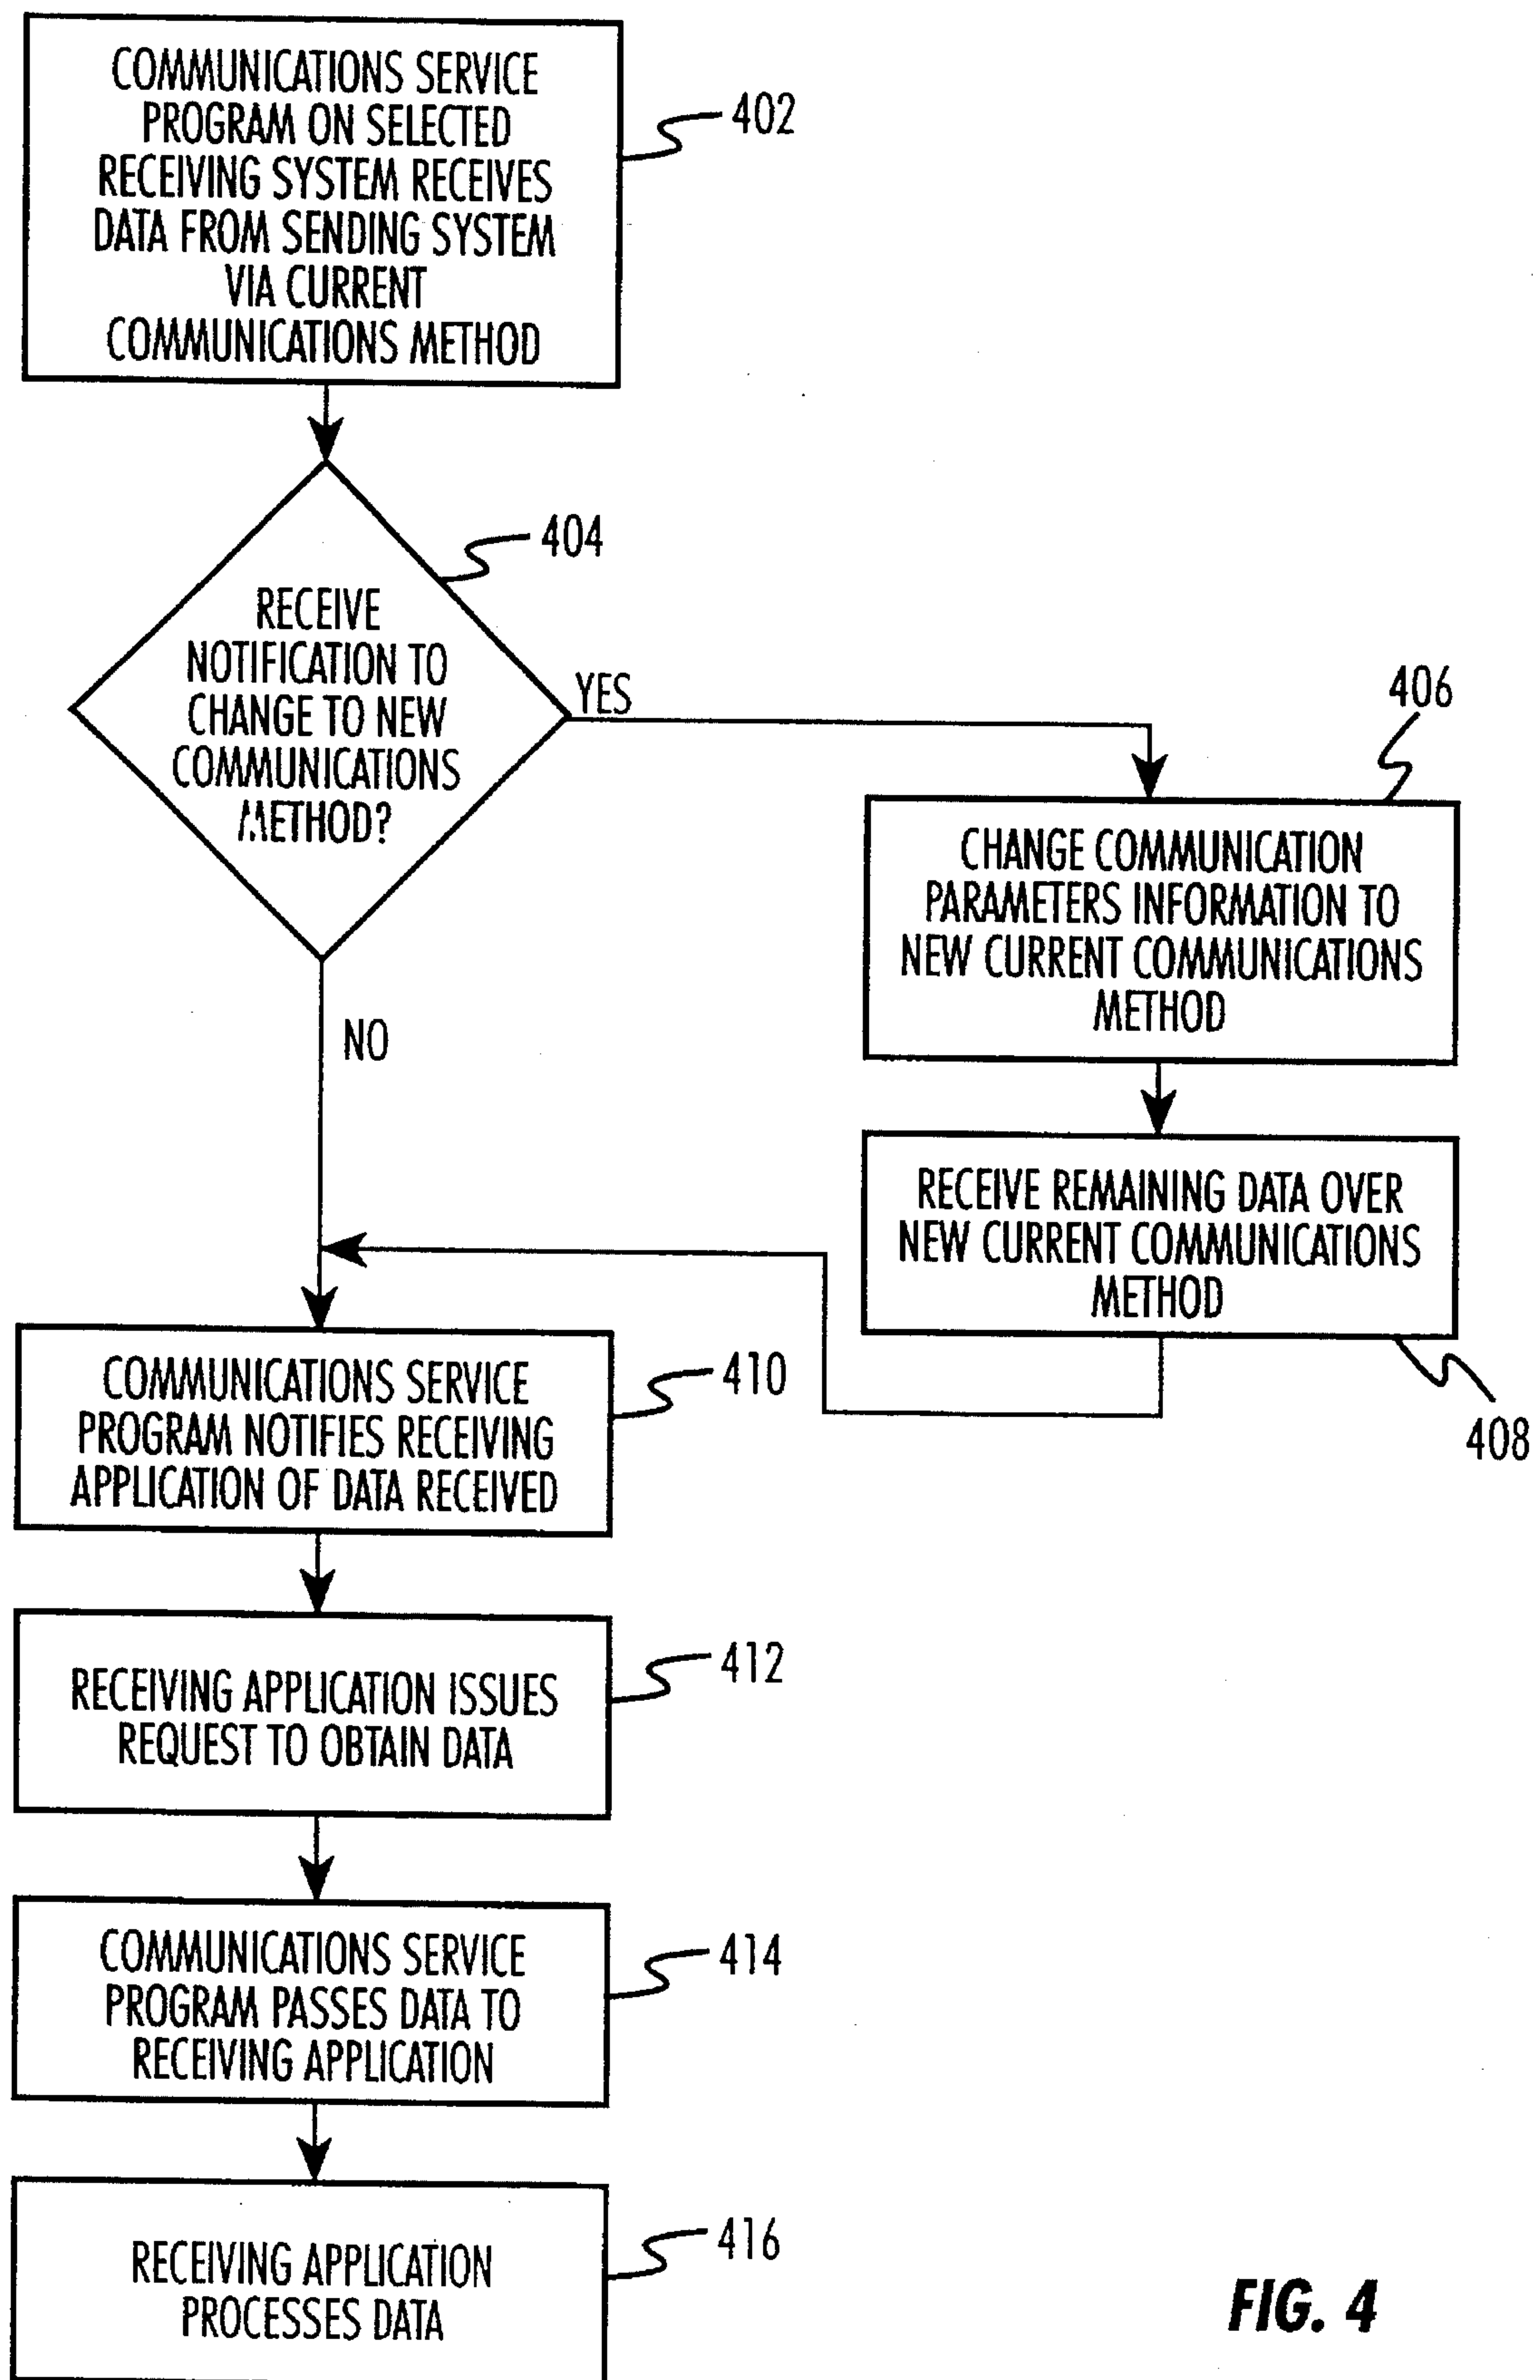 COMMUNICATIONS SERVICE
PROGRAM ON SELECTED
RECEIVING SYSTEM RECEIVES
DATA FROM SENDING SYSTEM
VIA CURRENT
COMMUNICATIONS METHOD
402
404
RECEIVE
NOTIFICATION TO
CHANGE TO NEW
COMMUNICATIONS
METHOD?
YES
NO
406
CHANGE COMMUNICATION
PARAMETERS INFORMATION TO
NEW CURRENT COMMUNICATIONS
METHOD
RECEIVE REMAINING DATA OVER
NEW CURRENT COMMUNICATIONS
METHOD
408
COMMUNICATIONS SERVICE
PROGRAM NOTIFIES RECEIVING
APPLICATION OF DATA RECEIVED
410
RECEIVING APPLICATION ISSUES
REQUEST TO OBTAIN DATA
412
COMMUNICATIONS SERVICE
PROGRAM PASSES DATA TO
RECEIVING APPLICATION
414
RECEIVING APPLICATION
PROCESSES DATA
416
FIG. 4